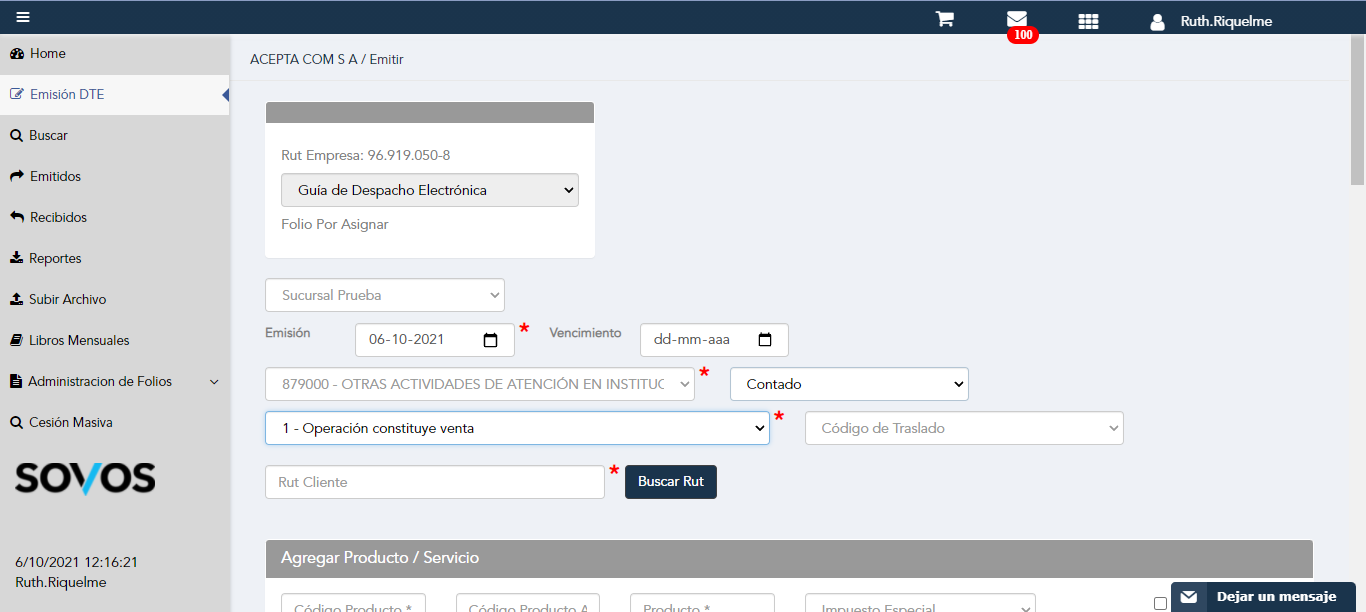 100
Ruth.Riquelme
Home
Emisión DTE
Buscar
Emitidos
Recibidos
Reportes
Subir Archivo
Libros Mensuales
Administracion de Folios
Cesión Masiva
SOVOS
6/10/2021 12:16:21
Ruth.Riquelme
ACEPTA COM S A / Emitir
Rut Empresa: 96.919.050-8
Guía de Despacho Electrónica
Folio Por Asignar
Sucursal Prueba
Emisión 06-10-2021 * Vencimiento dd-mm-aaa
879000 - OTRAS ACTIVIDADES DE ATENCIÓN EN INSTITUC * Contado
1 - Operación constituye venta * Código de Traslado
Rut Cliente * Buscar Rut
Agregar Producto / Servicio
Código Producto * Código Producto A Producto * Impuesto Especial
Dejar un mensaje